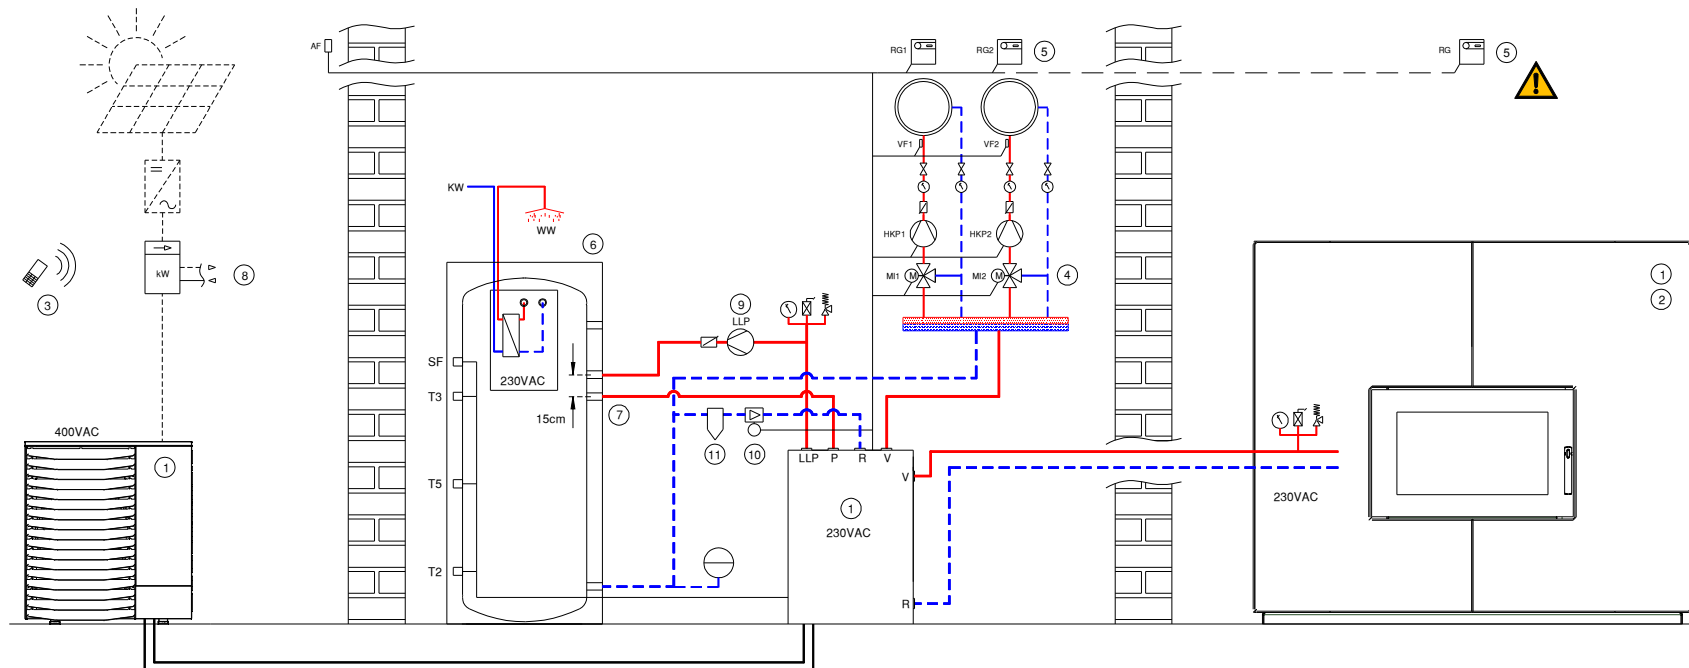 AF
RG1
RG2
5
RG
5
VF1
VF2
KW
WW
6
HKP1
HKP2
kW
8
3
MI1
M
MI2
M
4
1
2
9
LLP
SF
230VAC
T3
15cm
7
400VAC
1
11
10
LLP P R V
V
T5
1
230VAC
230VAC
T2
R